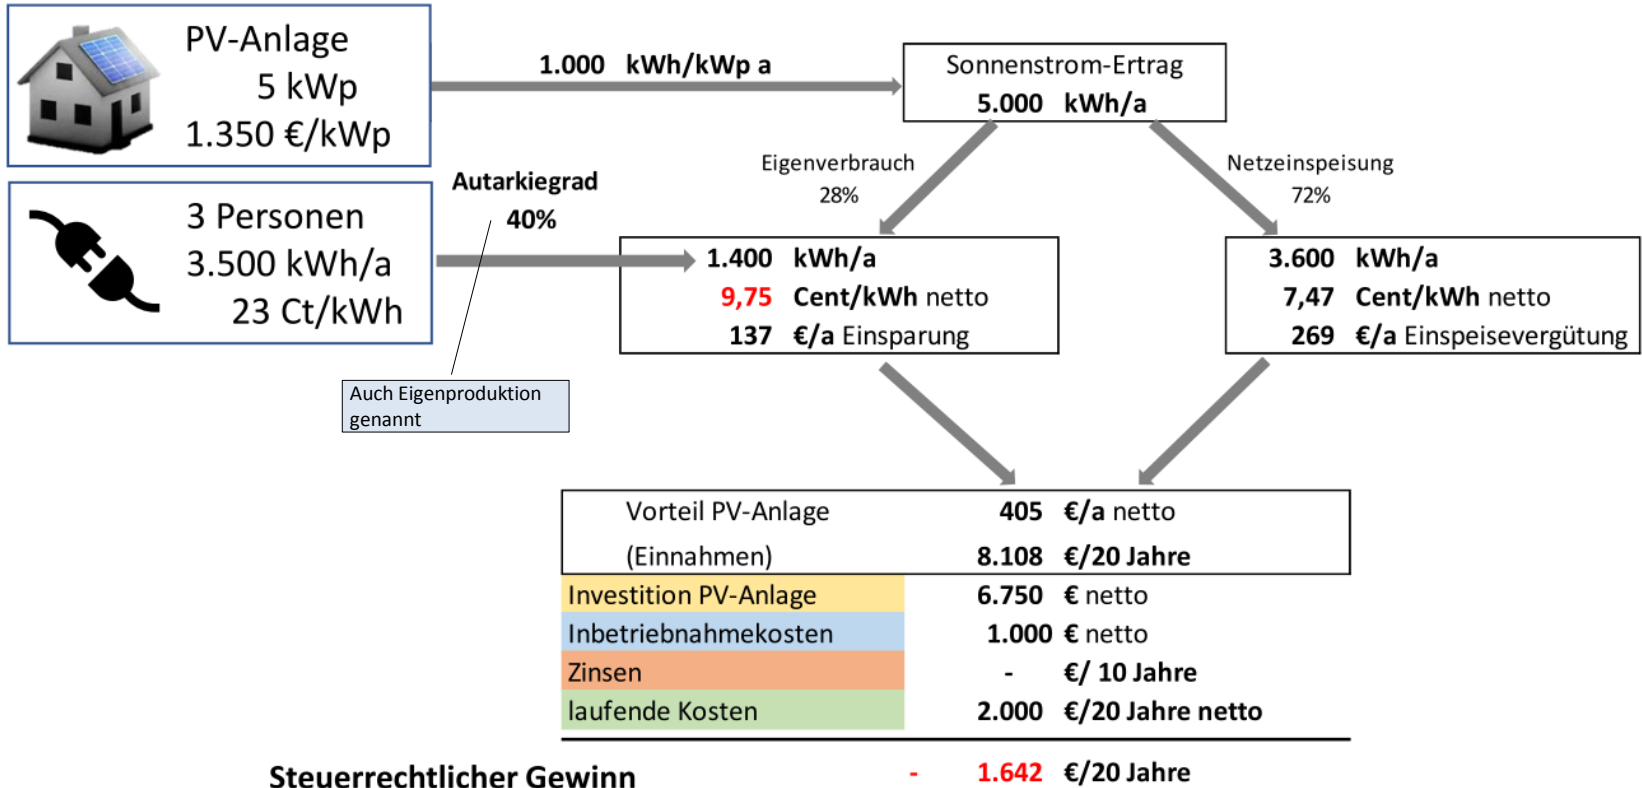 PV-Anlage
5 kWp
1.350 €/kWp
1.000 kWh/kWp a
Sonnenstrom-Ertrag
5.000 kWh/a
3 Personen
3.500 kWh/a
23 Ct/kWh
Autarkiegrad
40%
Auch Eigenproduktion
genannt
Eigenverbrauch
28%
Netzeinspeisung
72%
1.400 kWh/a
9,75 Cent/kWh netto
137 €/a Einsparung
3.600 kWh/a
7,47 Cent/kWh netto
269 €/a Einspeisevergütung
Vorteil PV-Anlage 405 €/a netto
(Einnahmen) 8.108 €/20 Jahre
Investition PV-Anlage 6.750 € netto
Inbetriebnahmekosten 1.000 € netto
Zinsen - €/ 10 Jahre
laufende Kosten 2.000 €/20 Jahre netto
Steuerrechtlicher Gewinn - 1.642 €/20 Jahre